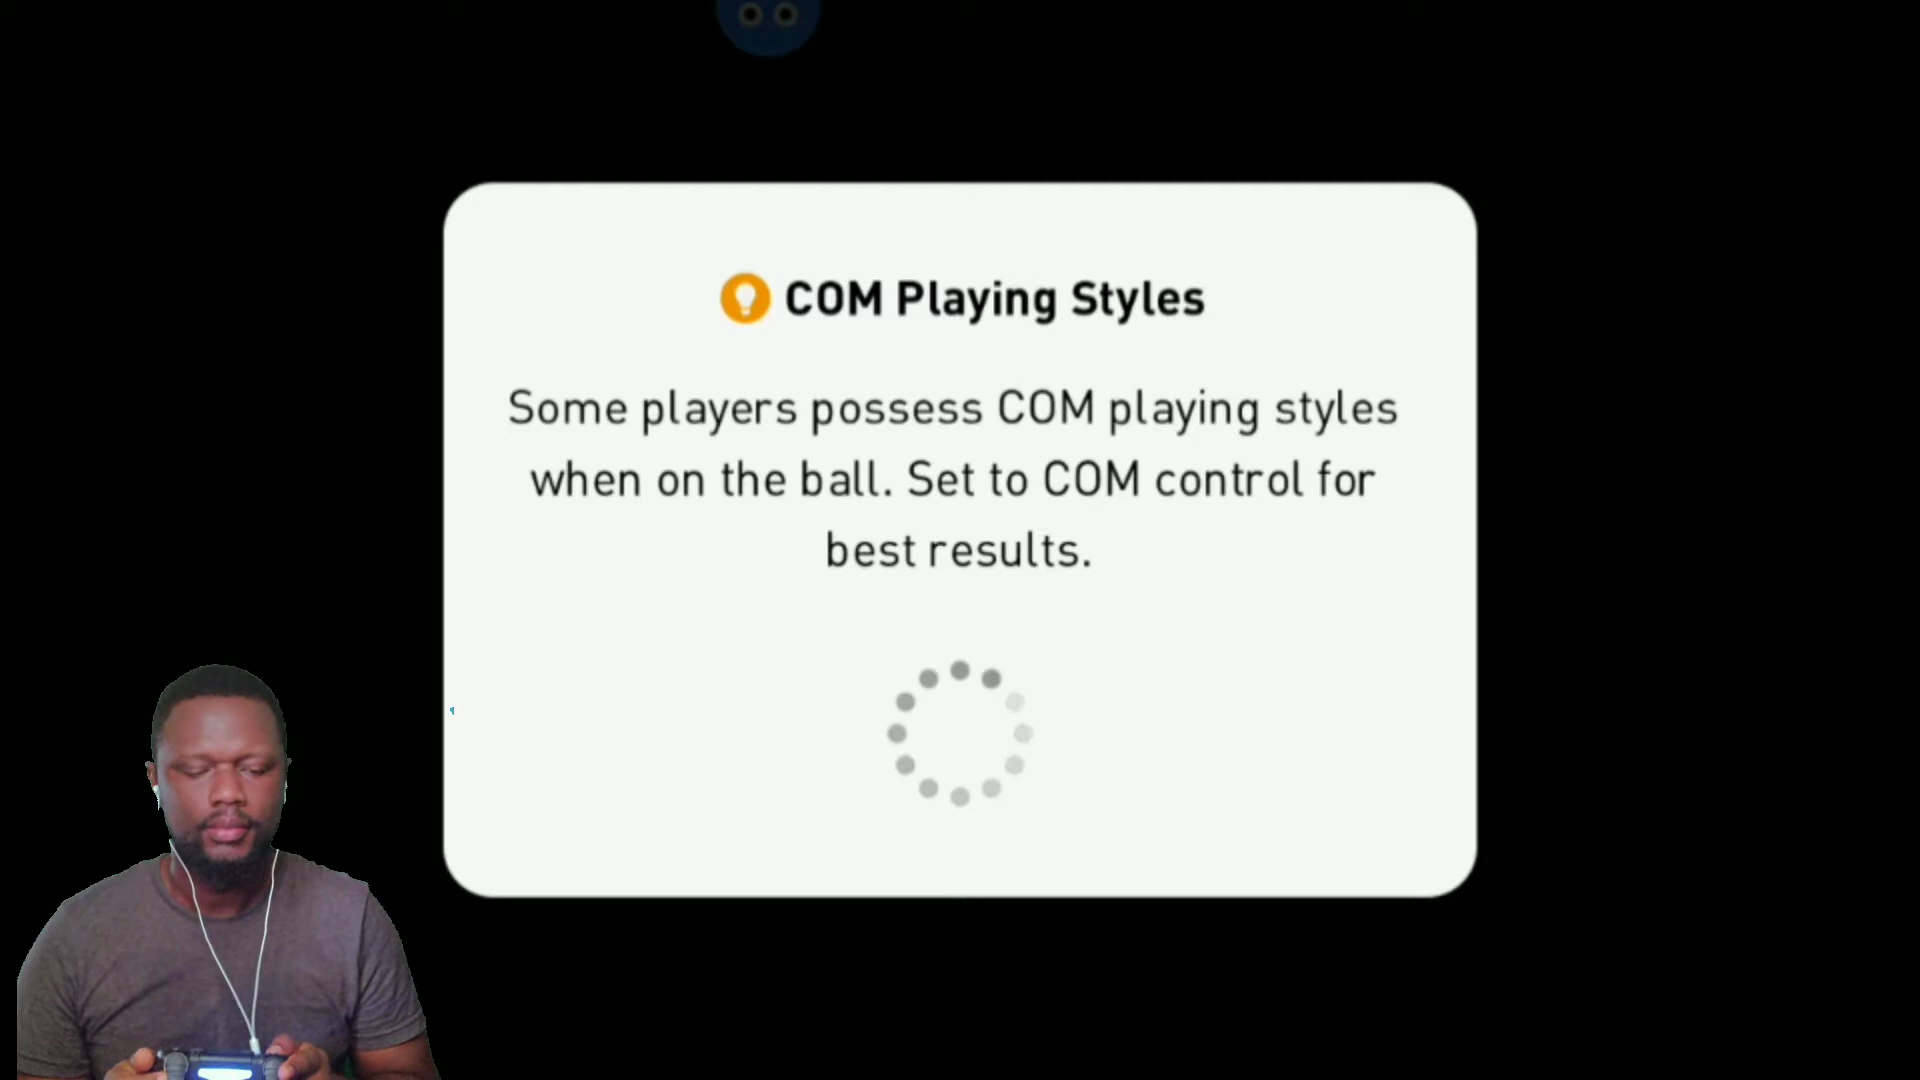 COM Playing Styles
Some players possess COM playing styles
when on the ball. Set to COM control for
best results.